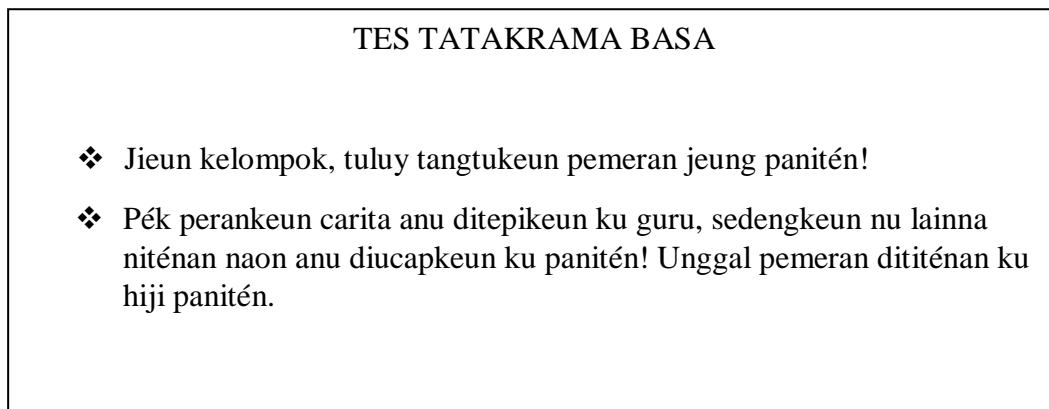 TES TATAKRAMA BASA
❖ Jieun kelompok, tuluy tangtukeun pemeran jeung panitén!
❖ Pék perankeun carita anu ditepikeun ku guru, sedengkeun nu lainna
niténan naon anu diucapkeun ku panitén! Unggal pemeran dititénan ku
hiji panitén.